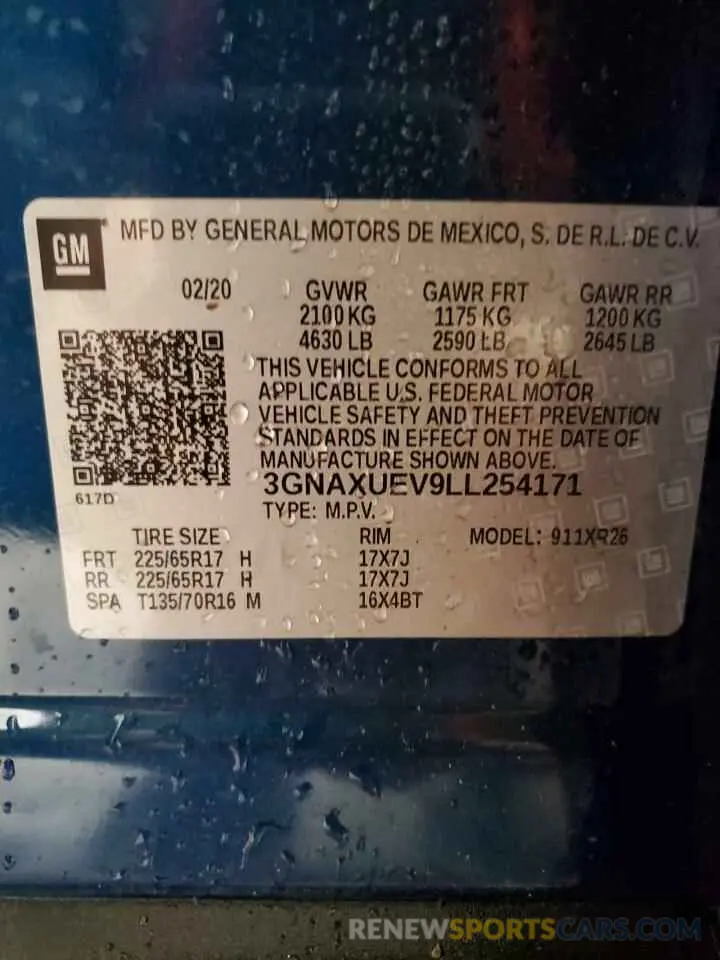 GM MFD BY GENERAL MOTORS DE MEXICO, S. DE R.L. DE C.V.
02/20 GVWR GAWR FRT GAWR RR
2100 KG 1175 KG 1200 KG
4630 LB 2590 LB 2645 LB
THIS VEHICLE CONFORMS TO ALL
APPLICABLE U.S. FEDERAL MOTOR
VEHICLE SAFETY AND THEFT PREVENTION
STANDARDS IN EFFECT ON THE DATE OF
MANUFACTURE SHOWN ABOVE.
617D
3GNAXUEV9LL254171
TYPE: M.P.V.
TIRE SIZE RIM MODEL: 911XR26
FRT 225/65R17 H 17X7J
RR 225/65R17 H 17X7J
SPA T135/70R16 M 16X4BT
RENEWSPORTSCARS.COM